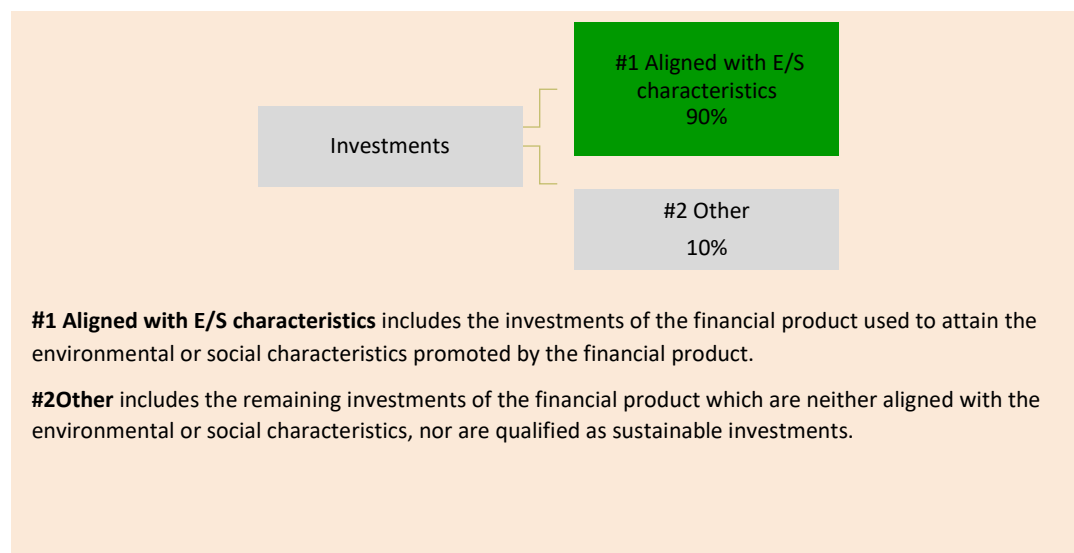 #1 Aligned with E/S
characteristics
90%
Investments
#2 Other
10%
#1 Aligned with E/S characteristics includes the investments of the financial product used to attain the
environmental or social characteristics promoted by the financial product.
#2Other includes the remaining investments of the financial product which are neither aligned with the
environmental or social characteristics, nor are qualified as sustainable investments.